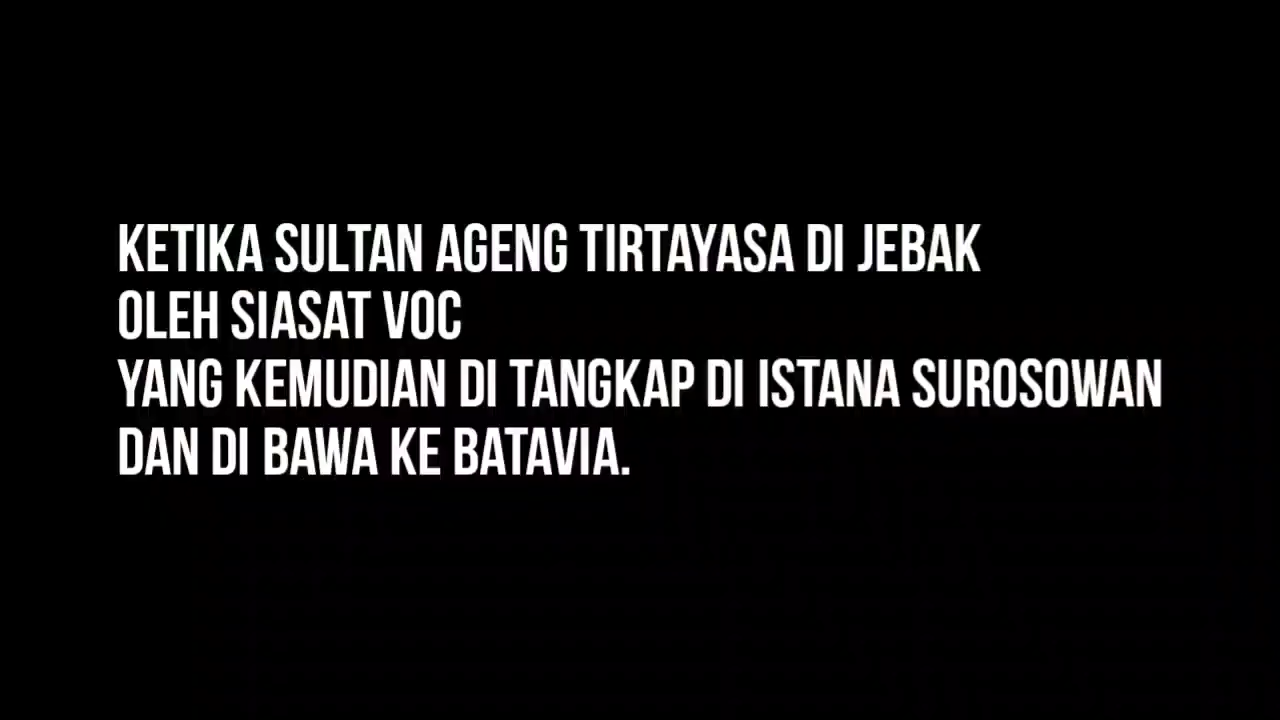 KETIKA SULTAN AGENG TIRTAYASA DI JEBAK
OLEH SIASAT VOC
YANG KEMUDIAN DI TANGKAP DI ISTANA SUROSOWAN
DAN DI BAWA KE BATAVIA.